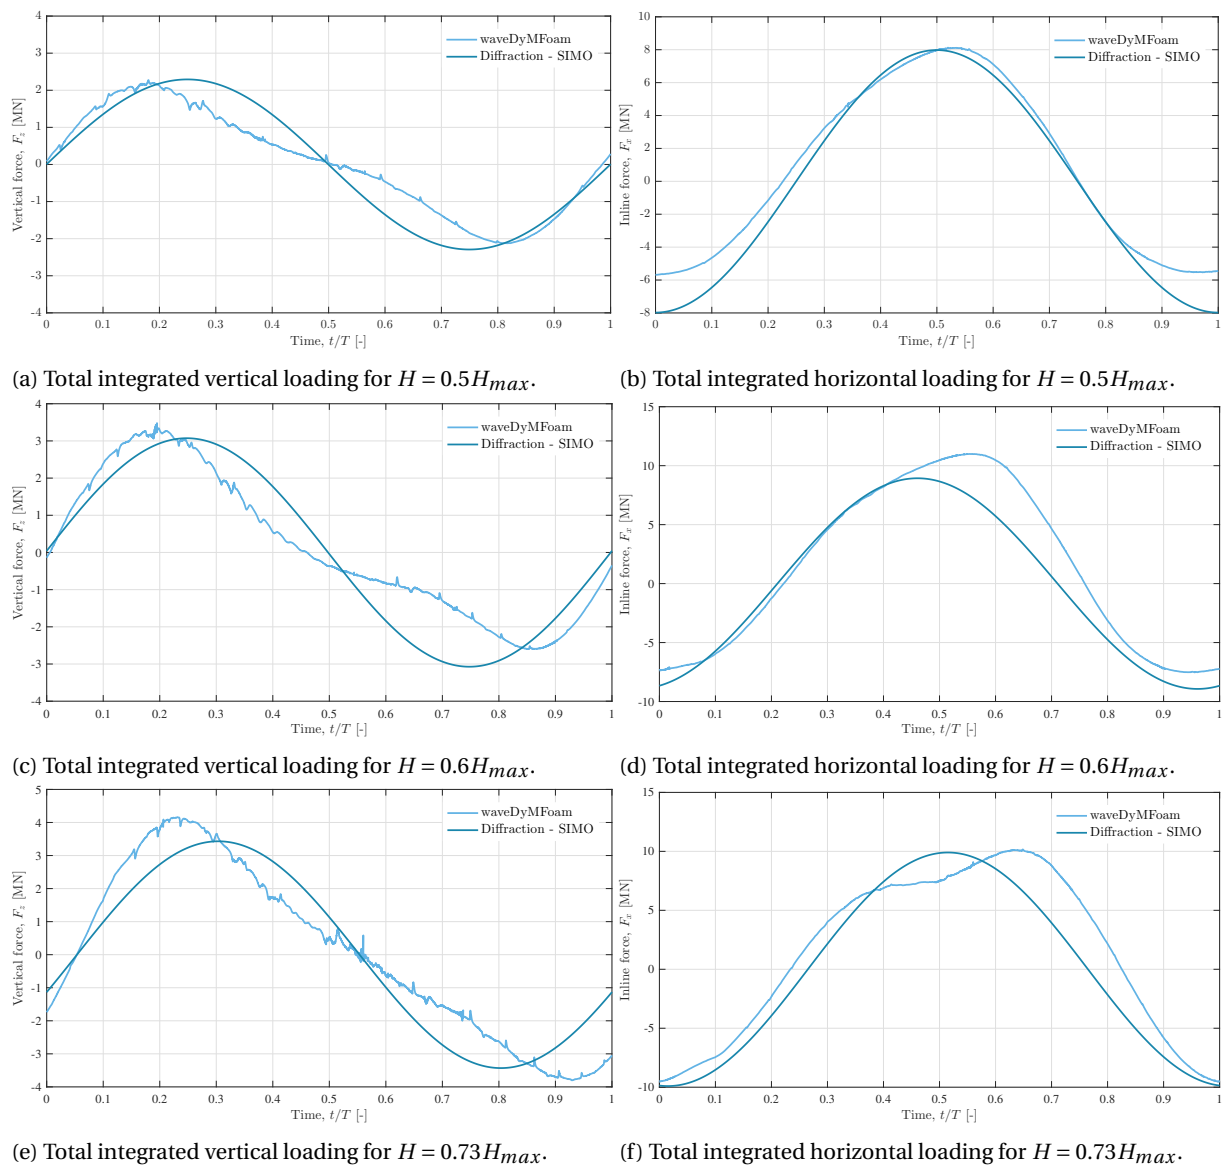 4
3
2
1
0
-1
-2
-3
-4
Vertical force, F_z [MN]
waveDyMFoam
Diffraction - SIMO
0 0.1 0.2 0.3 0.4 0.5 0.6 0.7 0.8 0.9 1
Time, t/T [-]
10
8
6
4
2
0
-2
-4
-6
-8
Inline force, F_x [MN]
waveDyMFoam
Diffraction - SIMO
0 0.1 0.2 0.3 0.4 0.5 0.6 0.7 0.8 0.9 1
Time, t/T [-]
(a) Total integrated vertical loading for H = 0.5H_max.
(b) Total integrated horizontal loading for H = 0.5H_max.
4
3
2
1
0
-1
-2
-3
-4
Vertical force, F_z [MN]
waveDyMFoam
Diffraction - SIMO
0 0.1 0.2 0.3 0.4 0.5 0.6 0.7 0.8 0.9 1
Time, t/T [-]
15
10
5
0
-5
-10
Inline force, F_x [MN]
waveDyMFoam
Diffraction - SIMO
0 0.1 0.2 0.3 0.4 0.5 0.6 0.7 0.8 0.9 1
Time, t/T [-]
(c) Total integrated vertical loading for H = 0.6H_max.
(d) Total integrated horizontal loading for H = 0.6H_max.
5
4
3
2
1
0
-1
-2
-3
-4
Vertical force, F_z [MN]
waveDyMFoam
Diffraction - SIMO
0 0.1 0.2 0.3 0.4 0.5 0.6 0.7 0.8 0.9 1
Time, t/T [-]
15
10
5
0
-5
-10
Inline force, F_x [MN]
waveDyMFoam
Diffraction - SIMO
0 0.1 0.2 0.3 0.4 0.5 0.6 0.7 0.8 0.9 1
Time, t/T [-]
(e) Total integrated vertical loading for H = 0.73H_max.
(f) Total integrated horizontal loading for H = 0.73H_max.